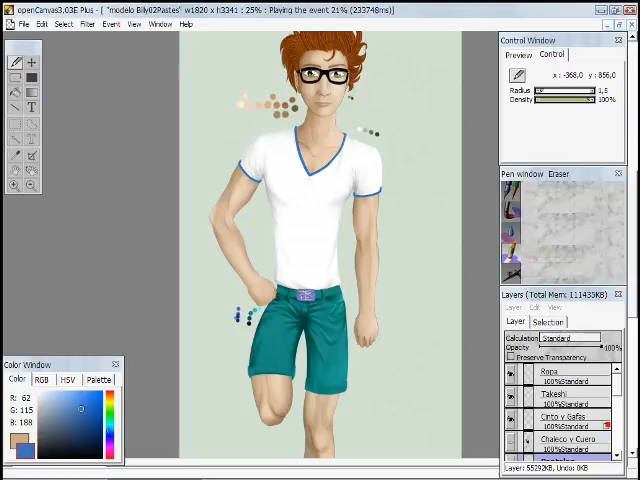 openCanvas3.03E Plus - [ "modelo Billy02Pastes" w1820 x h3341 : 25% : Playing the event 21% (233748ms)]
File Edit Select Filter Event View Window Help
Control Window
Preview Control
x : -368,0 y : 856,0
Radius 1,5
Density 100%
Pen window Eraser
Layers (Total Mem: 111435KB)
Layer Edit View
Layer Selection
Calculation Standard
Opacity 100%
Preserve Transparency
Ropa
100%Standard
Takeshi
100%Standard
Cinto y Gafas
100%Standard
Chaleco y Cuero
100%Standard
Layer: 55292KB, Undo: 0KB
Color Window
Color RGB HSV Palette
R: 62
G: 115
B: 188